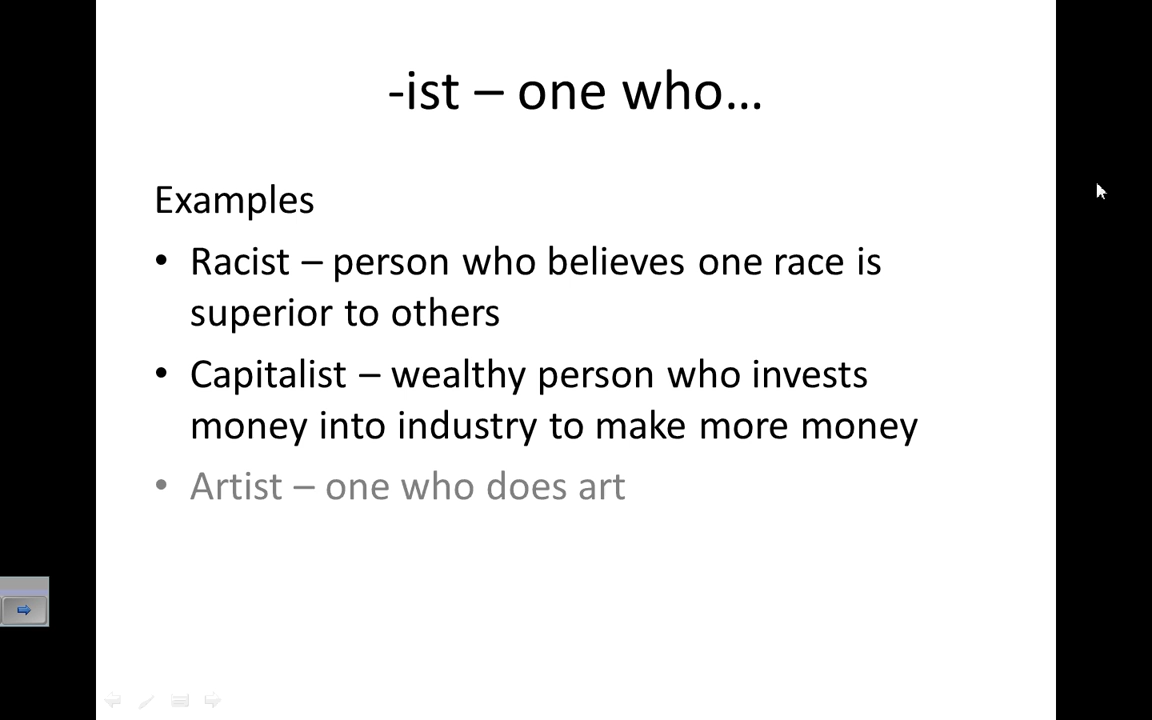 -ist – one who…
Examples
• Racist – person who believes one race is
superior to others
• Capitalist – wealthy person who invests
money into industry to make more money
• Artist – one who does art